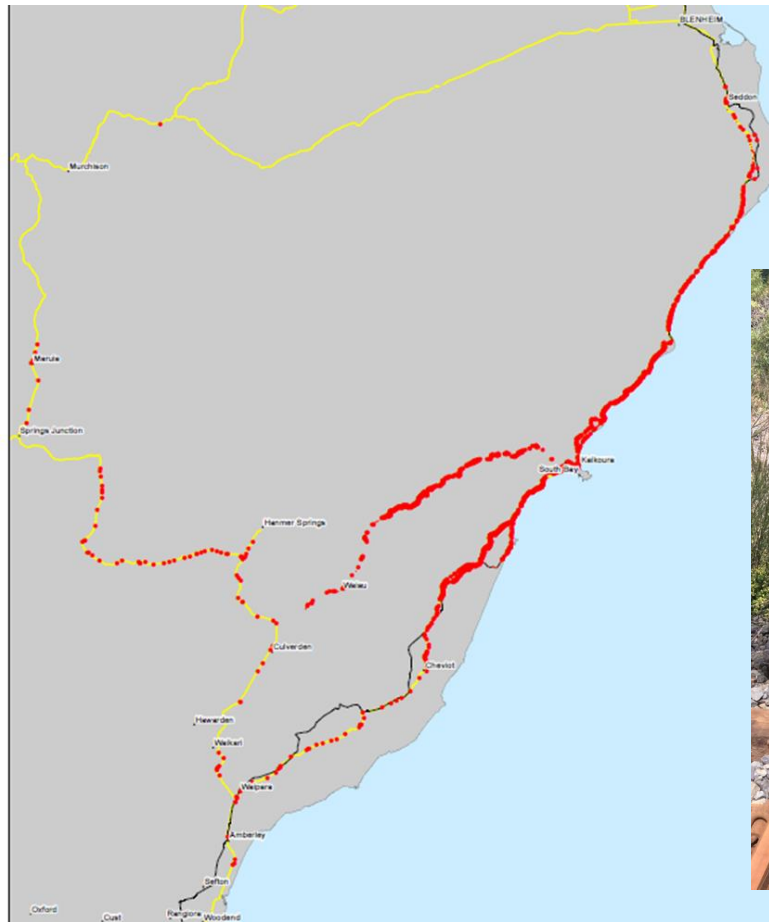 BLENHEIM
Seddon
Murchison
Maruia
Springs Junction
Kaikoura
South Bay
Hanmer Springs
Waiau
Culverden
Cheviot
Hawarden
Waikari
Waipara
Amberley
Sefton
Oxford
Cust
Rangiora
Woodend